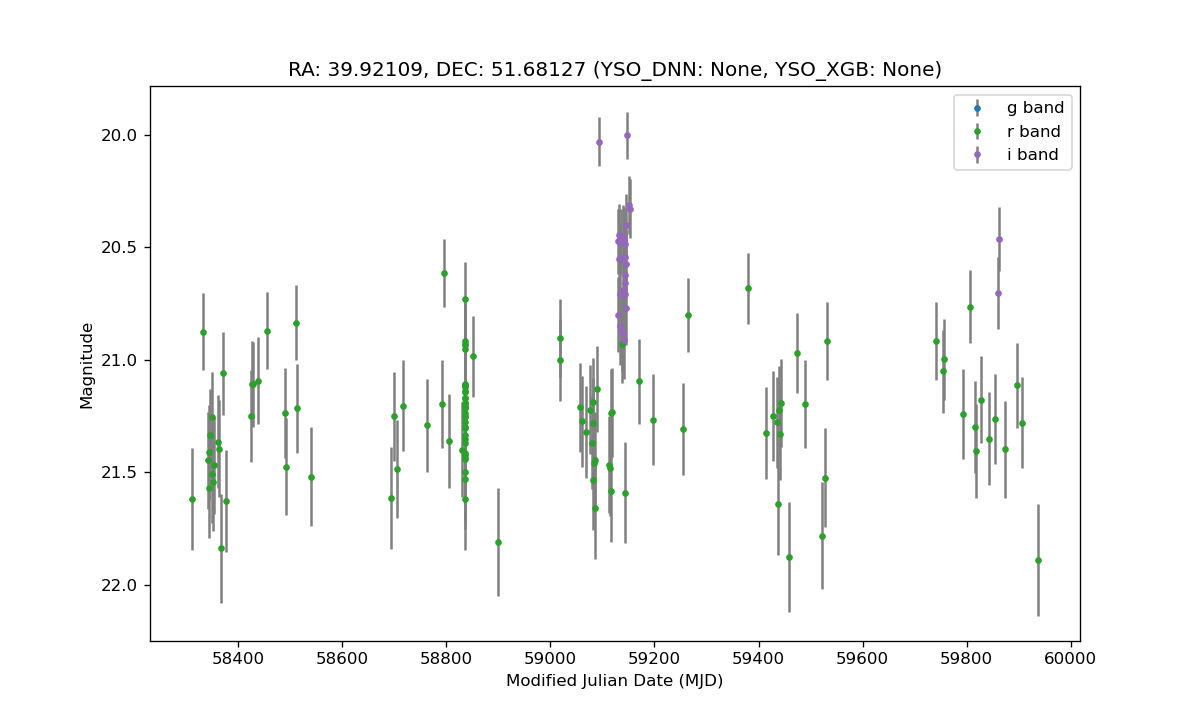 RA: 39.92109, DEC: 51.68127 (YSO_DNN: None, YSO_XGB: None)
g band
r band
i band
20.0
20.5
21.0
21.5
22.0
Magnitude
58400 58600 58800 59000 59200 59400 59600 59800 60000
Modified Julian Date (MJD)